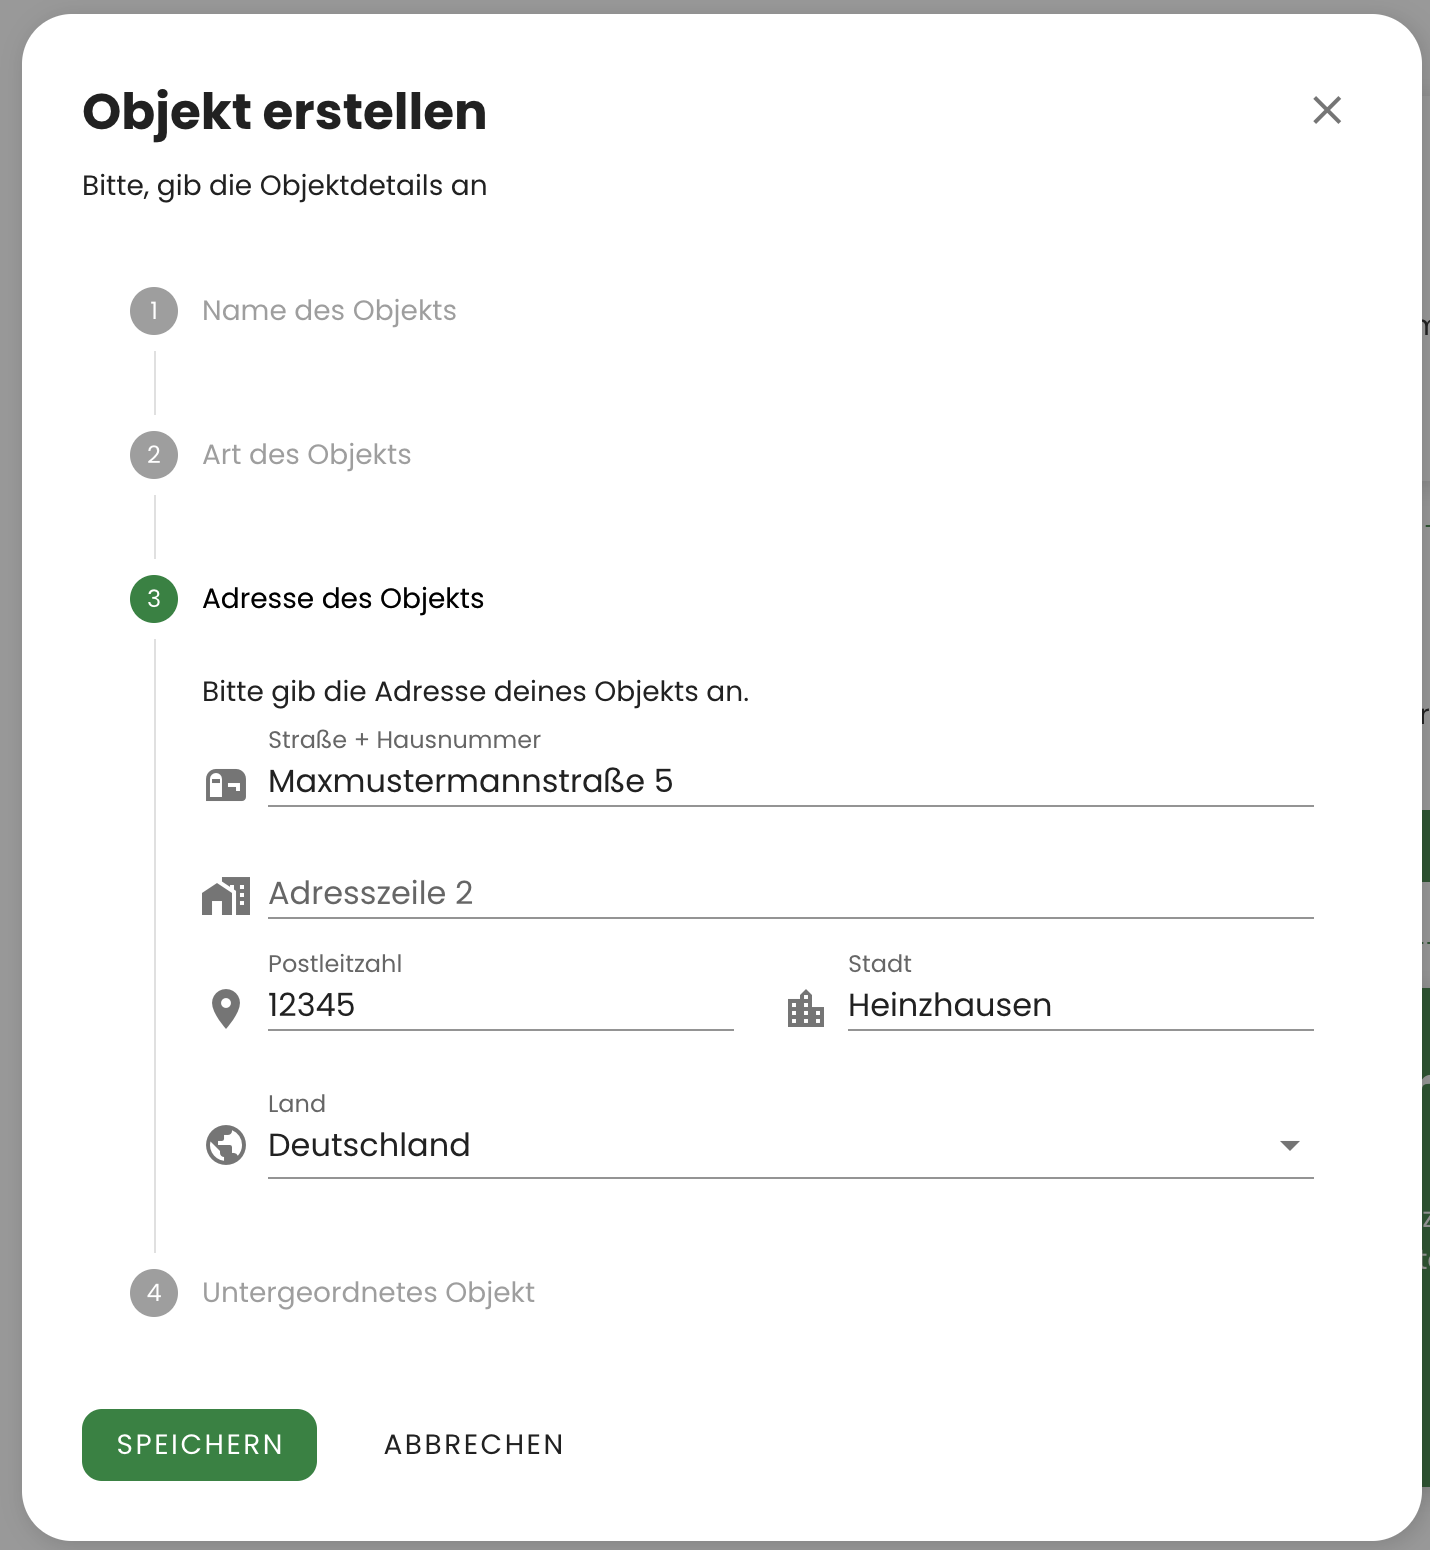 Objekt erstellen
Bitte, gib die Objektdetails an
1 Name des Objekts
2 Art des Objekts
3 Adresse des Objekts
Bitte gib die Adresse deines Objekts an.
Straße + Hausnummer
Maxmustermannstraße 5
Adresszeile 2
Postleitzahl
12345
Stadt
Heinzhausen
Land
Deutschland
4 Untergeordnetes Objekt
SPEICHERN
ABBRECHEN